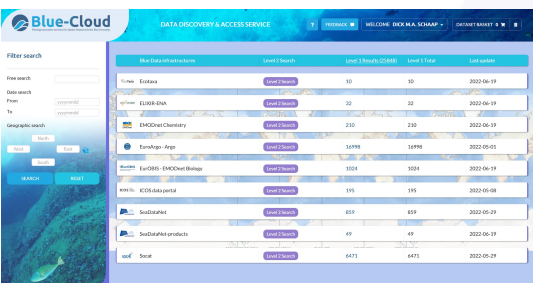 Blue-Cloud
DATA DISCOVERY & ACCESS SERVICE
?
FEEDBACK
WELCOME DICK M.A. SCHAAP
DATASET BASKET 0
Filter search
Free search
Date search
From yyyymmdd
To yyyymmdd
Geographic search
North
West East
South
SEARCH RESET
Blue Data Infrastructures Level 2 Search Level 1 Results (25848) Level 1 Total Last update
Ecotaxa Level 2 Search 10 10 2022-06-19
ELIXIR-ENA Level 2 Search 32 32 2022-06-19
EMODnet Chemistry Level 2 Search 210 210 2022-06-19
EuroArgo - Argo Level 2 Search 16998 16998 2022-05-01
EurOBIS - EMODnet Biology Level 2 Search 1024 1024 2022-06-19
ICOS data portal Level 2 Search 195 195 2022-05-08
SeaDataNet Level 2 Search 859 859 2022-05-29
SeaDataNet-products Level 2 Search 49 49 2022-06-19
Socat Level 2 Search 6471 6471 2022-05-29